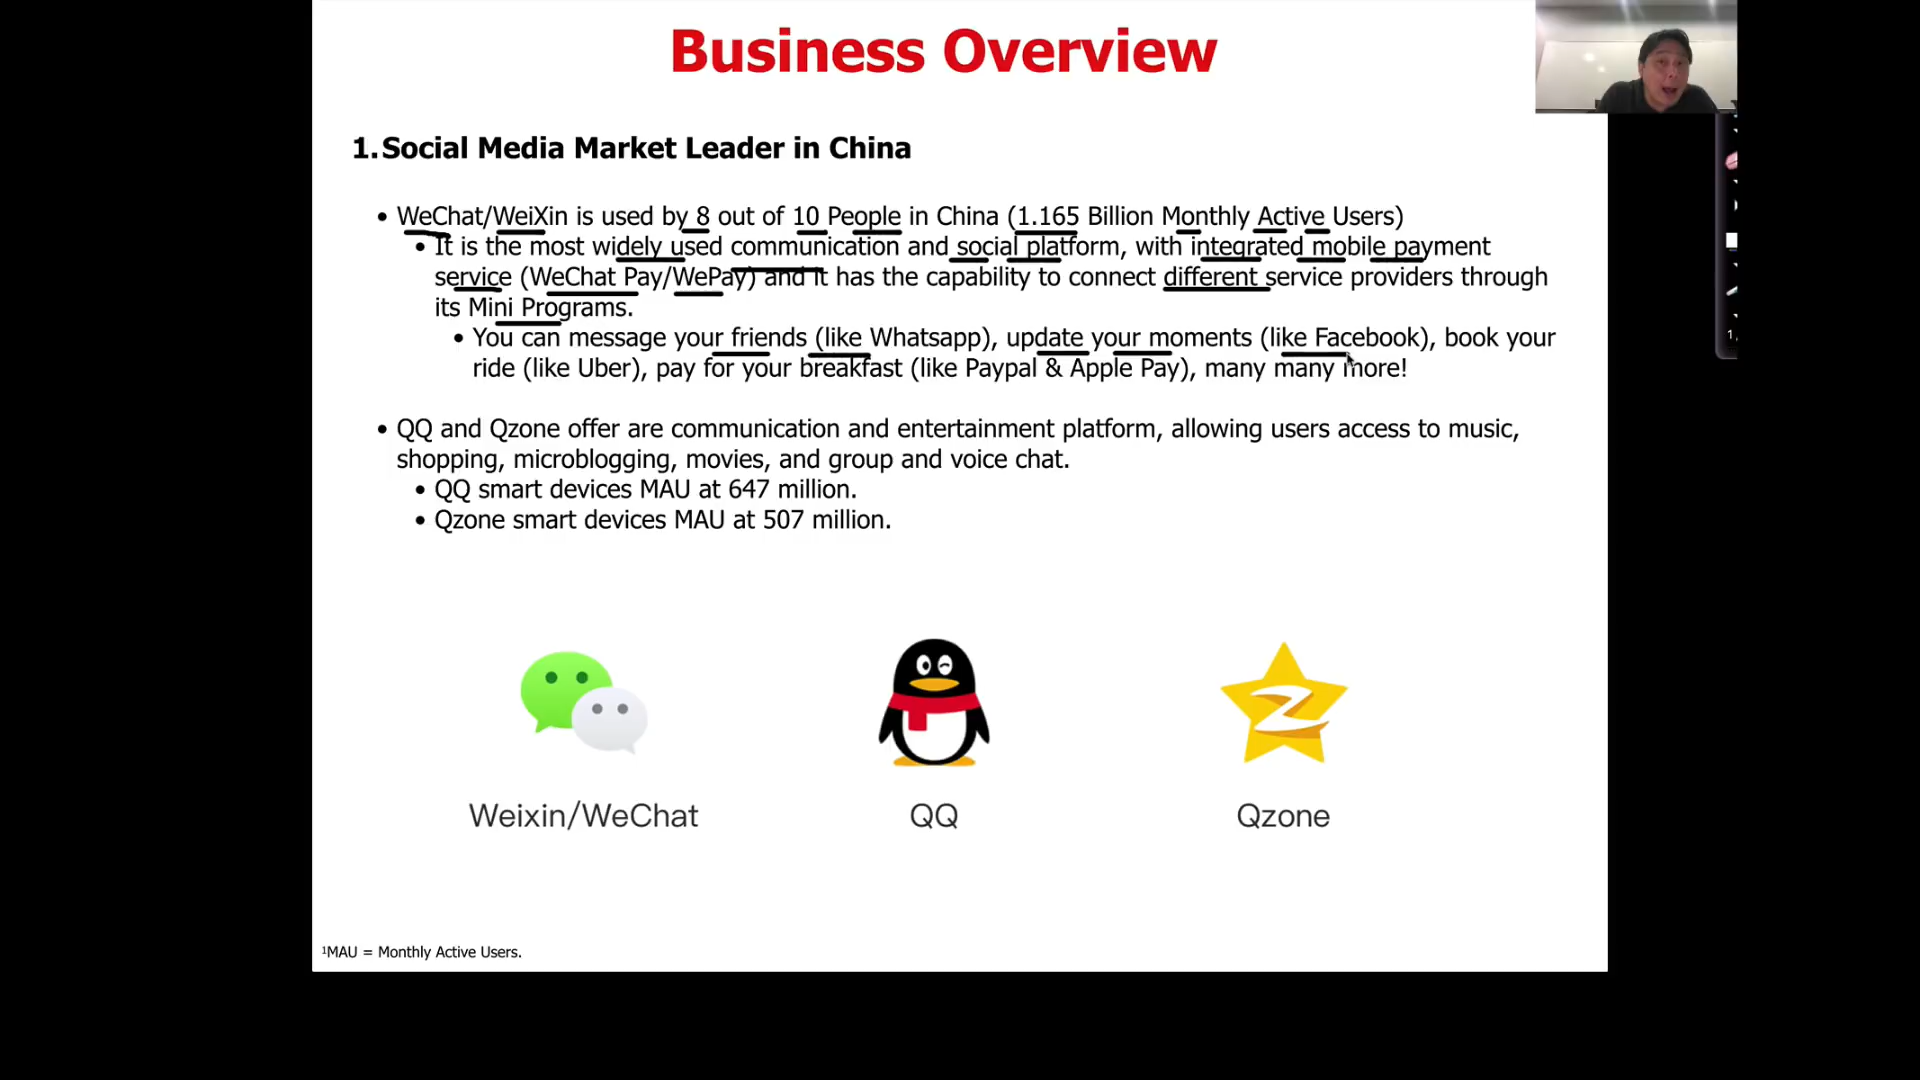 Business Overview
1. Social Media Market Leader in China
• WeChat/WeiXin is used by 8 out of 10 People in China (1.165 Billion Monthly Active Users)
• It is the most widely used communication and social platform, with integrated mobile payment
service (WeChat Pay/WePay) and it has the capability to connect different service providers through
its Mini Programs.
• You can message your friends (like Whatsapp), update your moments (like Facebook), book your
ride (like Uber), pay for your breakfast (like Paypal & Apple Pay), many many more!
• QQ and Qzone offer are communication and entertainment platform, allowing users access to music,
shopping, microblogging, movies, and group and voice chat.
• QQ smart devices MAU at 647 million.
• Qzone smart devices MAU at 507 million.
Weixin/WeChat
QQ
Qzone
¹MAU = Monthly Active Users.